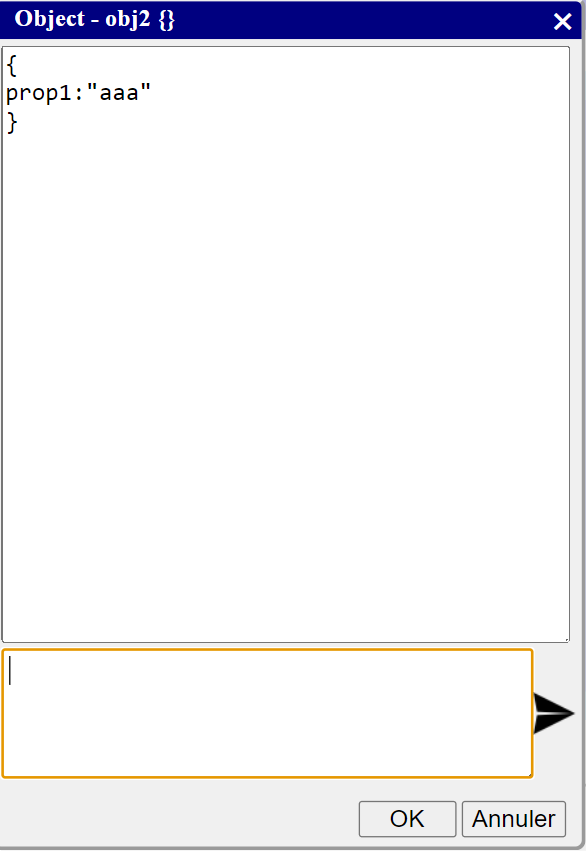 Object - obj2 {}
{
prop1:"aaa"
}
OK
Annuler